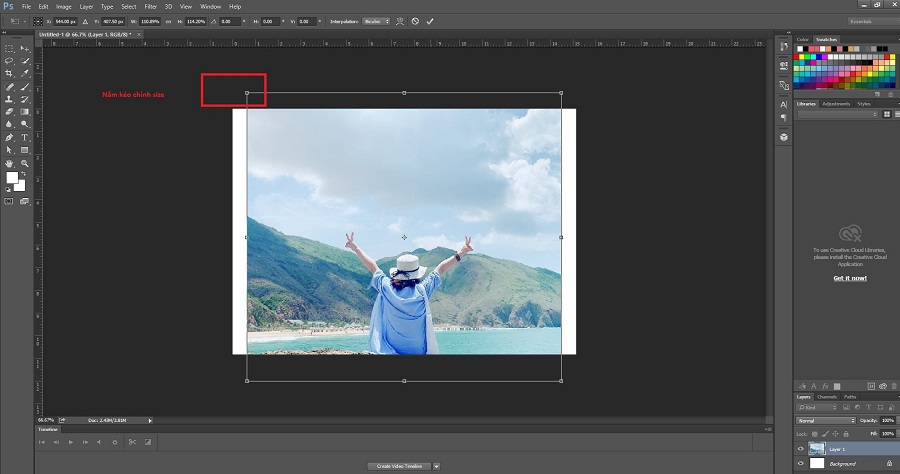 Ps File Edit Image Layer Type Select Filter 3D View Window Help
X: 544.00 px Y: 407.50 px W: 110.89% H: 114.20% 0.00 H: 0.00 V: 0.00 Interpolation: Bicubic
Essentials
Untitled-1 @ 66.7% (Layer 1, RGB/8) *
Color Swatches
Nắm kéo chỉnh size
Libraries Adjustments Styles
To use Creative Cloud Libraries,
please install the Creative Cloud
Application
Get it now!
Layers Channels Paths
Kind
Normal Opacity: 100%
Lock: Fill: 100%
Layer 1
Background
66.67% Doc: 2.49M/3.81M
Timeline
Create Video Timeline